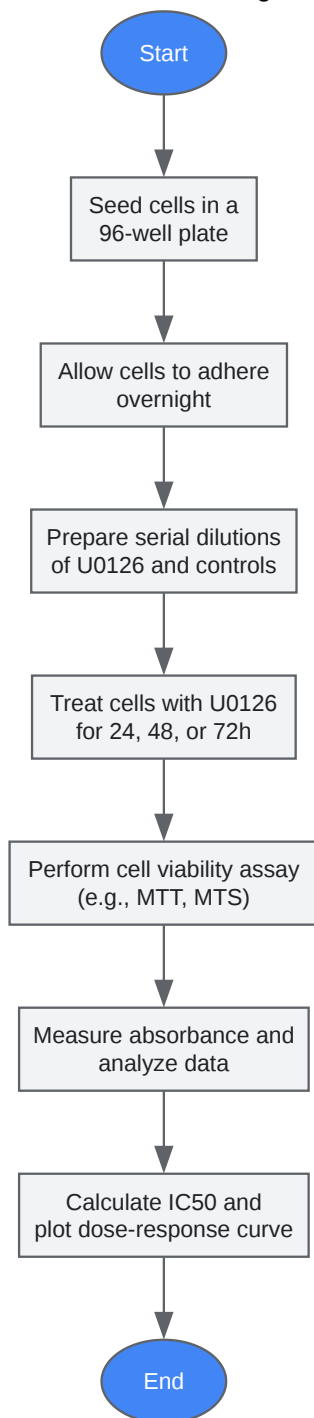 Start
Seed cells in a
96-well plate
Allow cells to adhere
overnight
Prepare serial dilutions
of U0126 and controls
Treat cells with U0126
for 24, 48, or 72h
Perform cell viability assay
(e.g., MTT, MTS)
Measure absorbance and
analyze data
Calculate IC50 and
plot dose-response curve
End